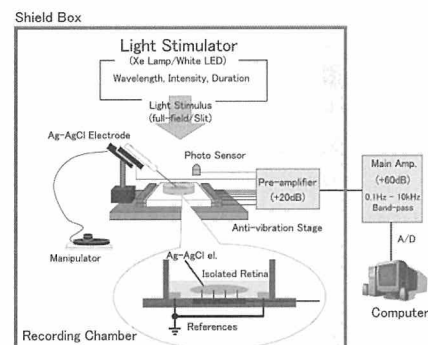 Shield Box
Light Stimulator
(Xe Lamp/White LED)
Wavelength, Intensity, Duration
Light Stimulus
(full-field/Slit)
Ag-AgCl Electrode
Photo Sensor
Pre-amplifier
(+20dB)
Main Amp.
(+60dB)
0.1Hz - 10kHz
Band-pass
Anti-vibration Stage
A/D
Manipulator
Ag-AgCl el.
Isolated Retina
Computer
References
Recording Chamber